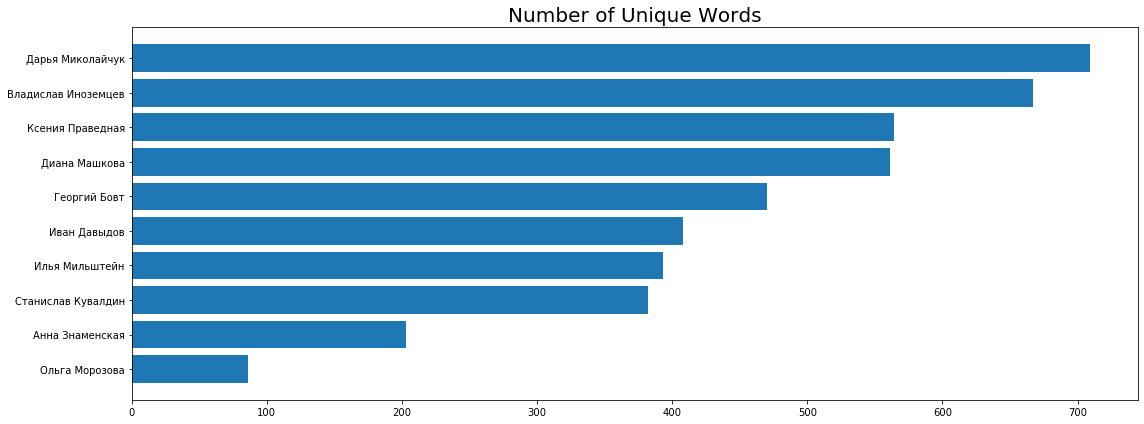 Number of Unique Words
Дарья Миколайчук
Владислав Иноземцев
Ксения Праведная
Диана Машкова
Георгий Бовт
Иван Давыдов
Илья Мильштейн
Станислав Кувалдин
Анна Знаменская
Ольга Морозова
0 100 200 300 400 500 600 700